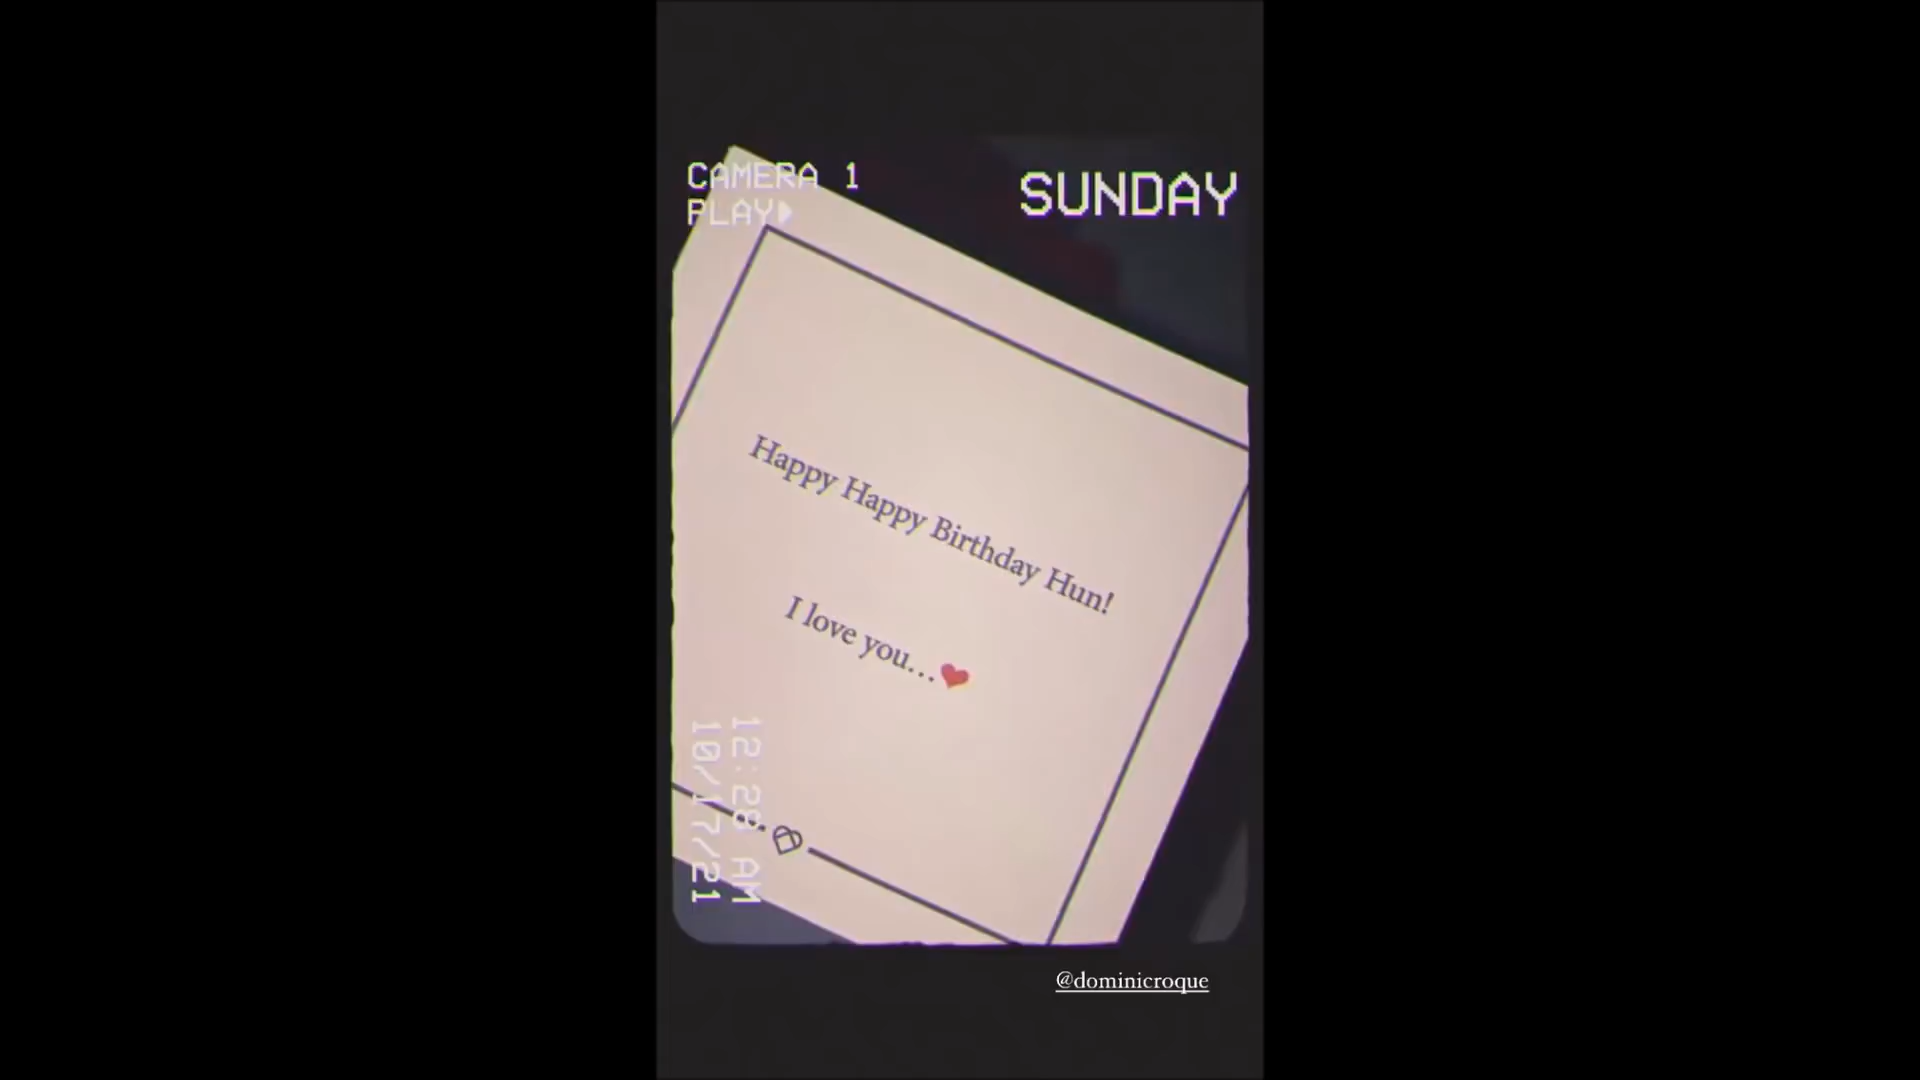 CAMERA 1
PLAY
SUNDAY
Happy Happy Birthday Hun!
I love you...❤
12:28 AM
10/17/21
@dominicroque